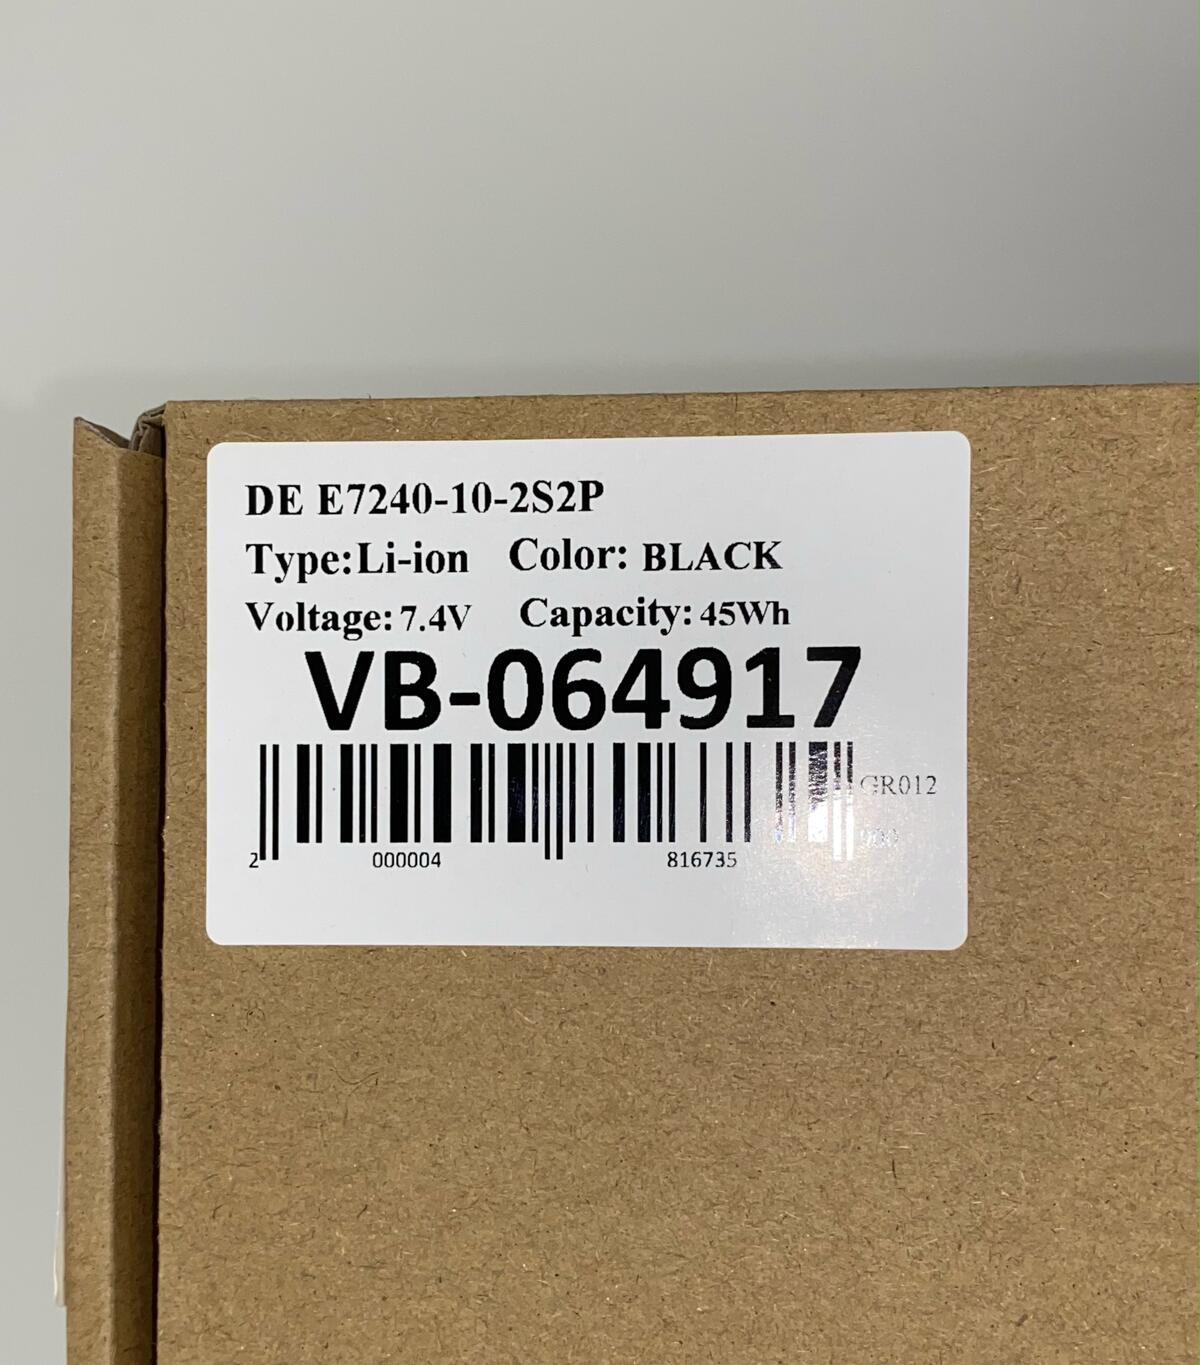 DE E7240-10-2S2P
Type:Li-ion Color: BLACK
Voltage: 7.4V Capacity: 45Wh
VB-064917
GR012
2 000004 816735